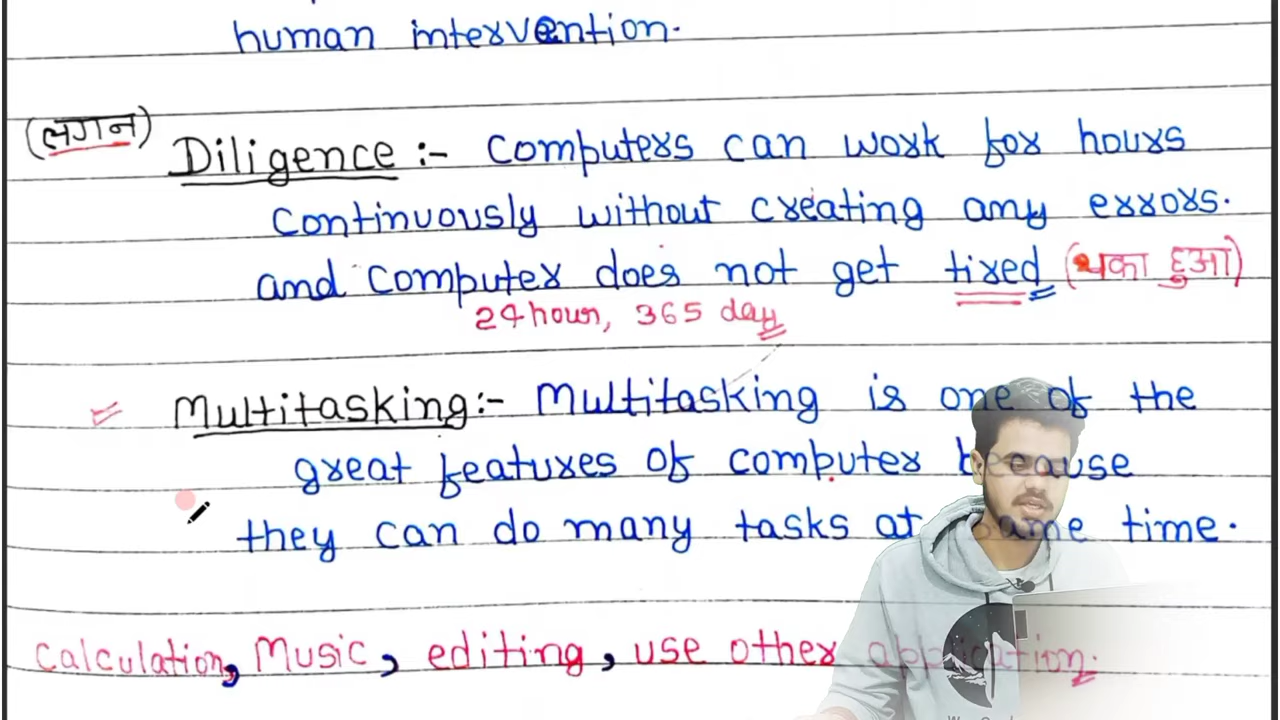 human intervention.
(लगन) Diligence :- Computers can work for hours
continuously without creating any errors.
and computer does not get tired (थका हुआ)
24 hour, 365 day
Multitasking:- Multitasking is one of the
great features of computer because
they can do many tasks at same time.
calculation, Music, editing, use other application.